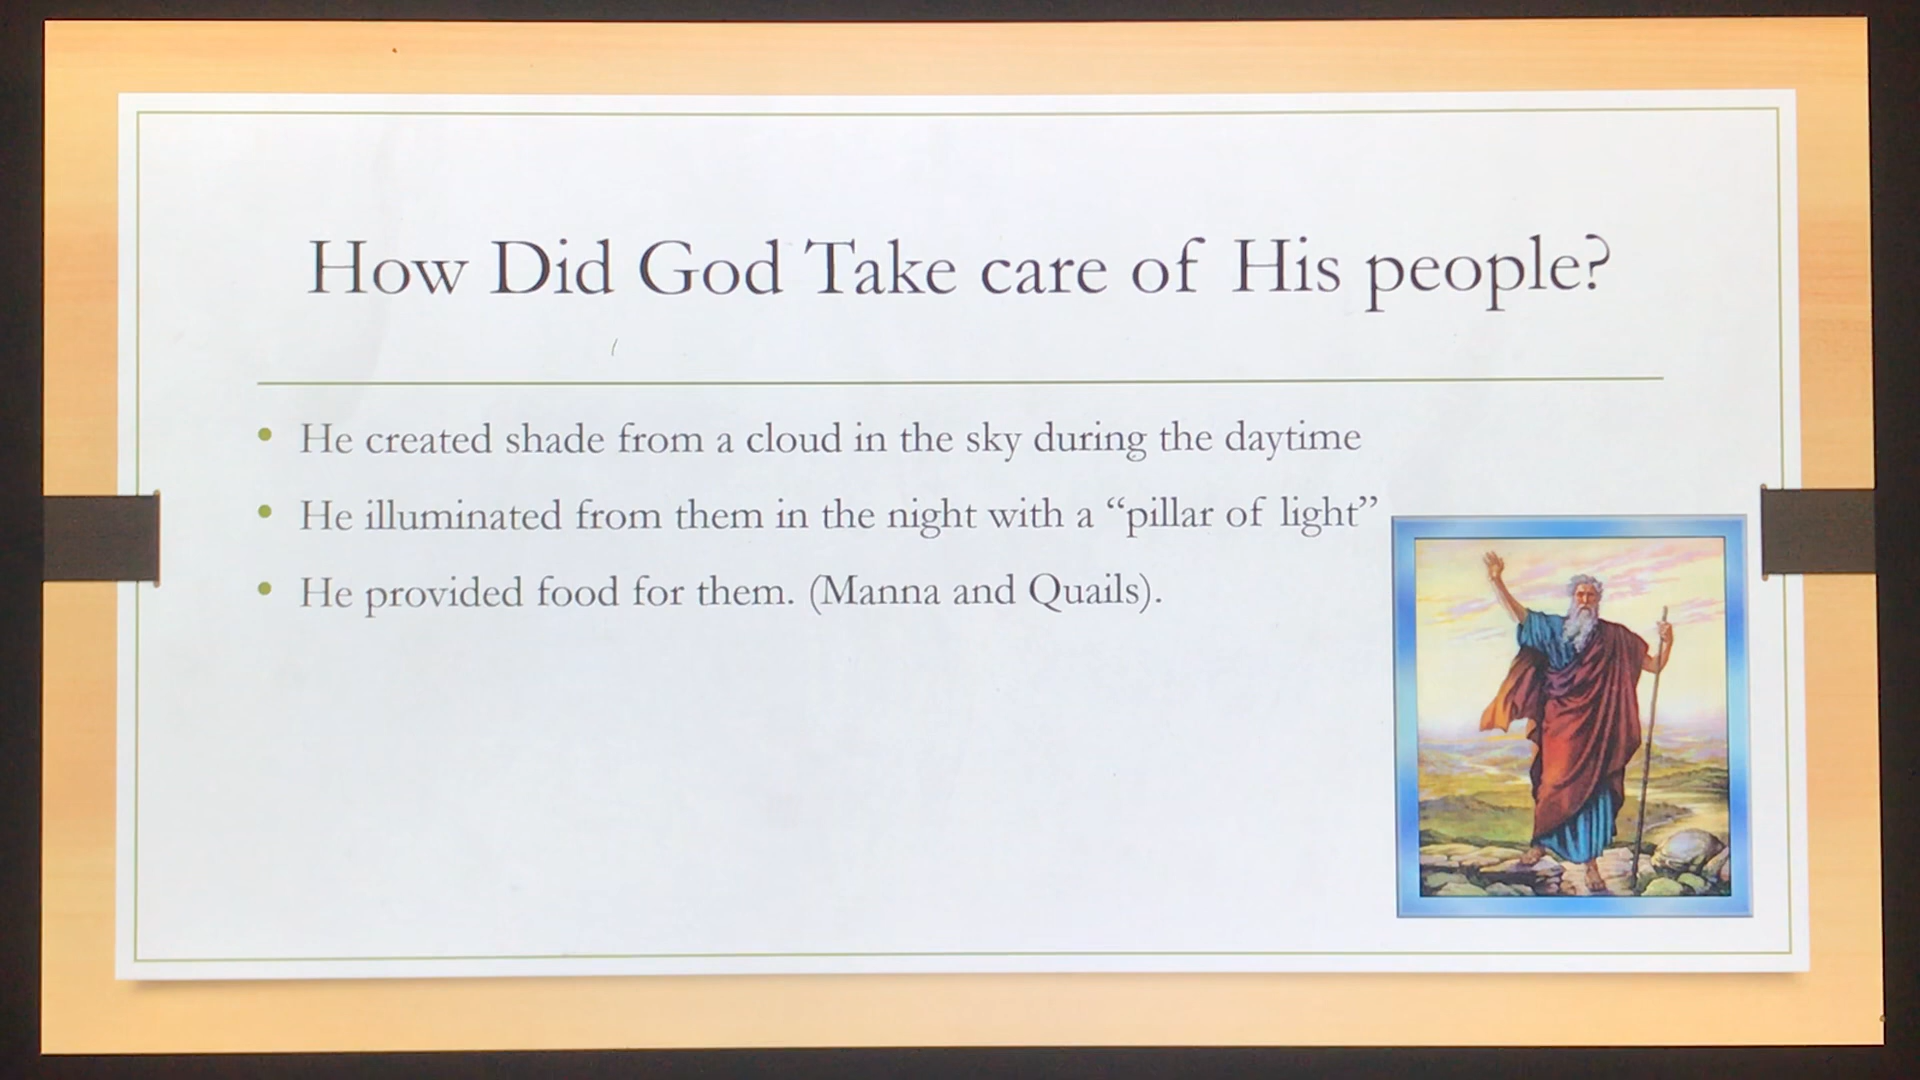 How Did God Take care of His people?
• He created shade from a cloud in the sky during the daytime
• He illuminated from them in the night with a “pillar of light”
• He provided food for them. (Manna and Quails).